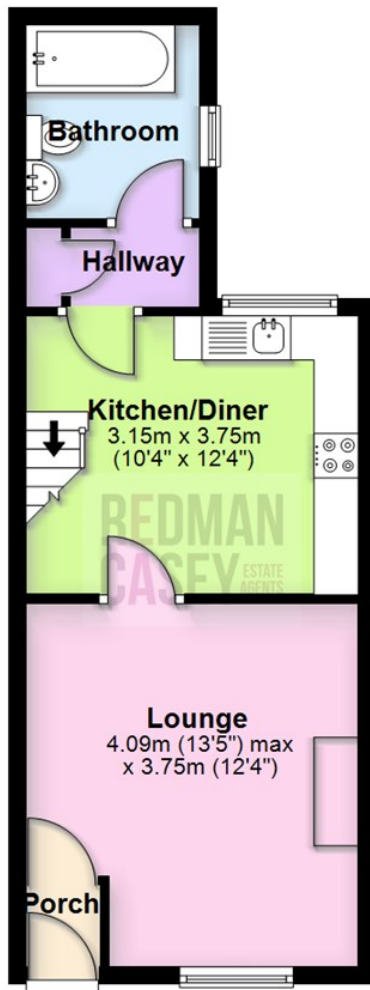 Bathroom
Hallway
Kitchen/Diner
3.15m x 3.75m
(10'4" x 12'4")
REDMAN
CASEY ESTATE
AGENTS
Lounge
4.09m (13'5") max
x 3.75m (12'4")
Porch